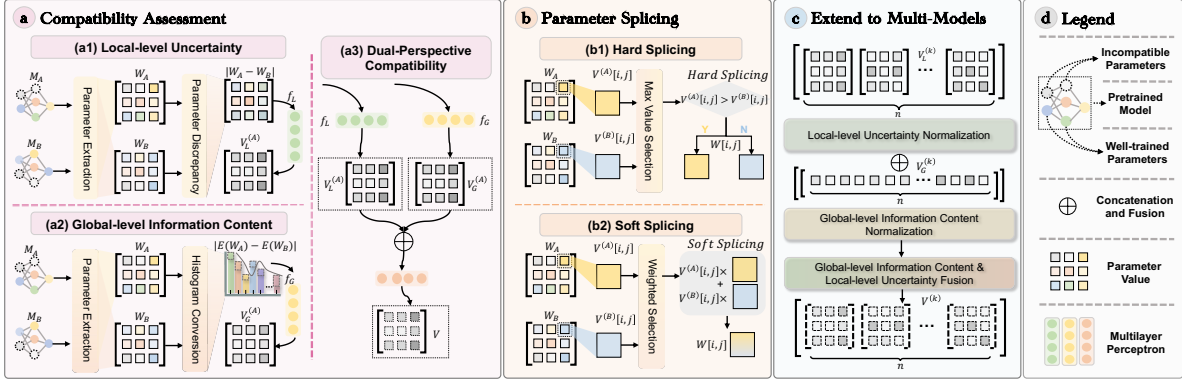 a Compatibility Assessment
(a1) Local-level Uncertainty
M_A
Parameter Extraction
W_A
Parameter Discrepancy
|W_A − W_B|
f_L
M_B
W_B
V_L^(A)
(a2) Global-level Information Content
M_A
Parameter Extraction
W_A
Histogram Conversion
|E(W_A) − E(W_B)|
...
f_G
M_B
W_B
V_G^(A)
(a3) Dual-Perspective
Compatibility
f_L
f_G
V_L^(A)
V_G^(A)
V
b Parameter Splicing
(b1) Hard Splicing
W_A
V^(A)[i,j]
Max Value Selection
Hard Splicing
V^(A)[i,j] > V^(B)[i,j]
W_B
V^(B)[i,j]
Y
N
W[i,j]
(b2) Soft Splicing
W_A
V^(A)[i,j]
Weighted Selection
Soft Splicing
V^(A)[i,j]×
+
V^(B)[i,j]×
W_B
V^(B)[i,j]
W[i,j]
c Extend to Multi-Models
V_L^(k)
...
n
Local-level Uncertainty Normalization
V_G^(k)
...
n
Global-level Information Content
Normalization
Global-level Information Content &
Local-level Uncertainty Fusion
V^(k)
...
n
d Legend
Incompatible
Parameters
Pretrained
Model
Well-trained
Parameters
Concatenation
and Fusion
Parameter
Value
Multilayer
Perceptron